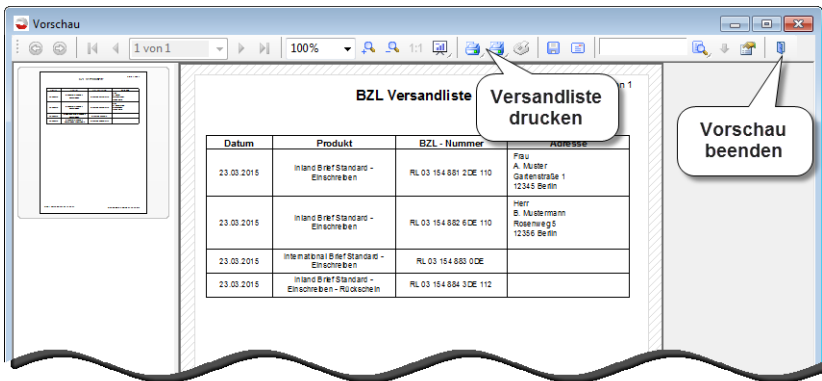 Vorschau
1 von 1
100%
1:1
BZL Versandliste
n 1
Versandliste
drucken
Vorschau
beenden
Datum Produkt BZL - Nummer Adresse
23.03.2015 Inland Brief Standard - Einschreiben RL 03 154 881 2DE 110
Frau
A. Muster
Gartenstraße 1
12345 Berlin
23.03.2015 Inland Brief Standard - Einschreiben RL 03 154 882 6DE 110
Herr
B. Mustermann
Rosenweg 5
12356 Berlin
23.03.2015 International Brief Standard - Einschreiben RL 03 154 883 0DE
23.03.2015 Inland Brief Standard - Einschreiben - Rückschein RL 03 154 884 3DE 112